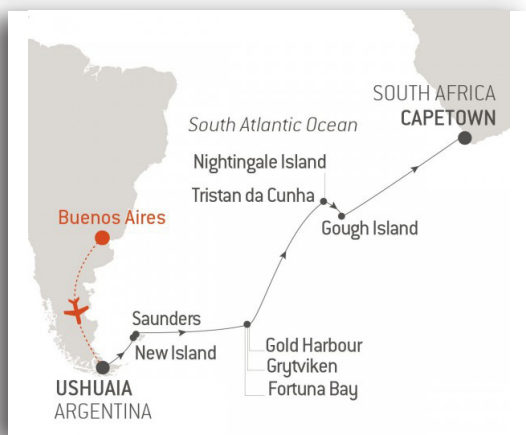 SOUTH AFRICA
CAPETOWN
South Atlantic Ocean
Nightingale Island
Tristan da Cunha
Gough Island
Buenos Aires
Saunders
New Island
Gold Harbour
Grytviken
Fortuna Bay
USHUAIA
ARGENTINA